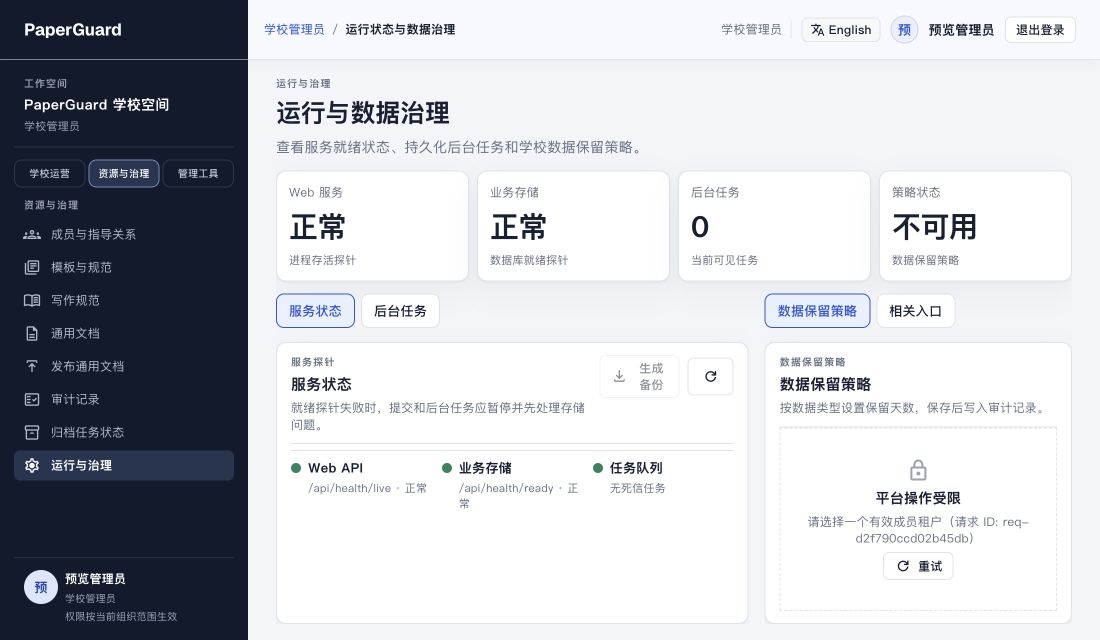 PaperGuard
工作空间
PaperGuard 学校空间
学校管理员
学校运营
资源与治理
管理工具
资源与治理
成员与指导关系
模板与规范
写作规范
通用文档
发布通用文档
审计记录
归档任务状态
运行与治理
预
预览管理员
学校管理员
权限按当前组织范围生效
学校管理员 / 运行状态与数据治理
学校管理员
English
预
预览管理员
退出登录
运行与治理
运行与数据治理
查看服务就绪状态、持久化后台任务和学校数据保留策略。
Web 服务
正常
进程存活探针
业务存储
正常
数据库就绪探针
后台任务
0
当前可见任务
策略状态
不可用
数据保留策略
服务状态
后台任务
数据保留策略
相关入口
服务探针
服务状态
就绪探针失败时，提交和后台任务应暂停并先处理存储
问题。
生成
备份
Web API
/api/health/live · 正常
业务存储
/api/health/ready · 正
常
任务队列
无死信任务
数据保留策略
数据保留策略
按数据类型设置保留天数，保存后写入审计记录。
平台操作受限
请选择一个有效成员租户（请求 ID: req-
d2f790ccd02b45db）
重试